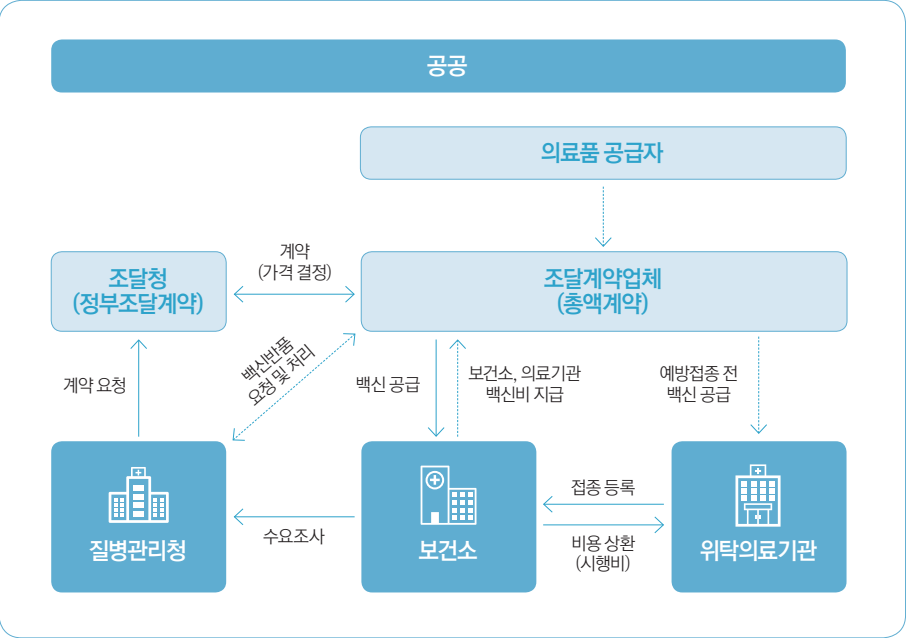 공공
의료품 공급자
조달청
(정부조달계약)
계약
(가격 결정)
조달계약업체
(총액계약)
계약 요청
백신반품
요청 및 처리
백신 공급
보건소, 의료기관
백신비 지급
예방접종 전
백신 공급
질병관리청
수요조사
보건소
접종 등록
비용 상환
(시행비)
위탁의료기관